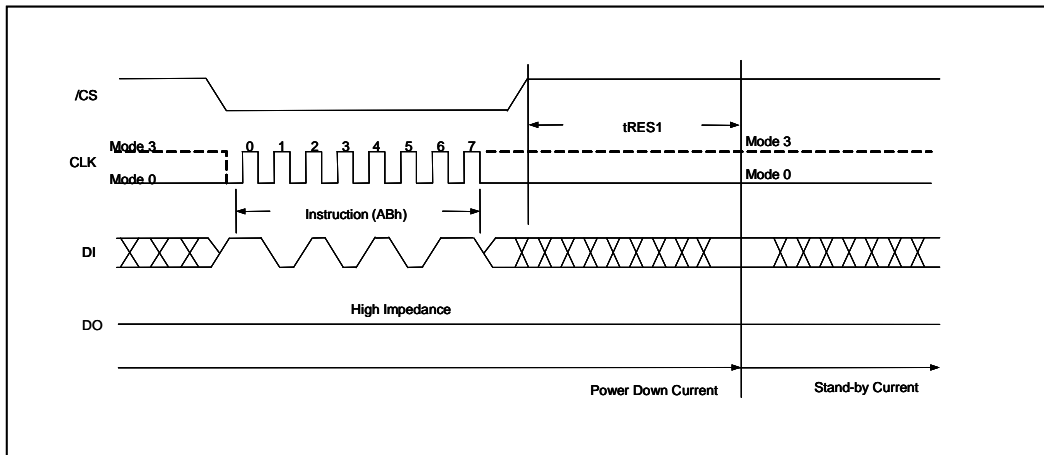 /CS
tRES1
Mode 3
Mode 3
CLK
0 1 2 3 4 5 6 7
Mode 0
Mode 0
Instruction (ABh)
DI
High Impedance
DO
Power Down Current
Stand-by Current